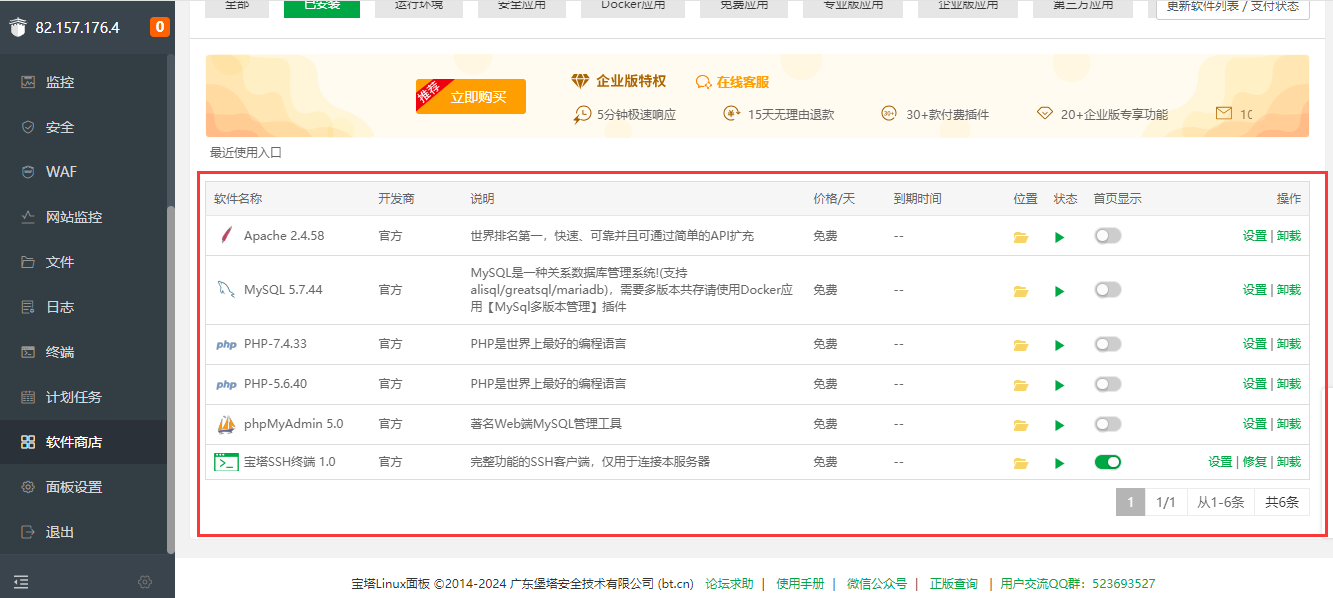 82.157.176.4
0
监控
安全
WAF
网站监控
文件
日志
终端
计划任务
软件商店
面板设置
退出
全部 已安装 运行环境 安全应用 Docker应用 免费应用 专业版应用 企业版应用 第三方应用 更新软件列表 / 支付状态
推荐 立即购买
企业版特权 在线客服
5分钟极速响应 15天无理由退款 30+款付费插件 20+企业版专享功能
最近使用入口
软件名称 开发商 说明 价格/天 到期时间 位置 状态 首页显示 操作
Apache 2.4.58 官方 世界排名第一，快速、可靠并且可通过简单的API扩充 免费 -- 设置 | 卸载
MySQL 5.7.44 官方 MySQL是一种关系数据库管理系统!(支持
alisql/greatsql/mariadb)，需要多版本共存请使用Docker应
用【MySql多版本管理】插件 免费 -- 设置 | 卸载
php PHP-7.4.33 官方 PHP是世界上最好的编程语言 免费 -- 设置 | 卸载
php PHP-5.6.40 官方 PHP是世界上最好的编程语言 免费 -- 设置 | 卸载
phpMyAdmin 5.0 官方 著名Web端MySQL管理工具 免费 -- 设置 | 卸载
宝塔SSH终端 1.0 官方 完整功能的SSH客户端，仅用于连接本服务器 免费 -- 设置 | 修复 | 卸载
1 1/1 从1-6条 共6条
宝塔Linux面板 ©2014-2024 广东堡塔安全技术有限公司 (bt.cn) 论坛求助 | 使用手册 | 微信公众号 | 正版查询 | 用户交流QQ群：523693527